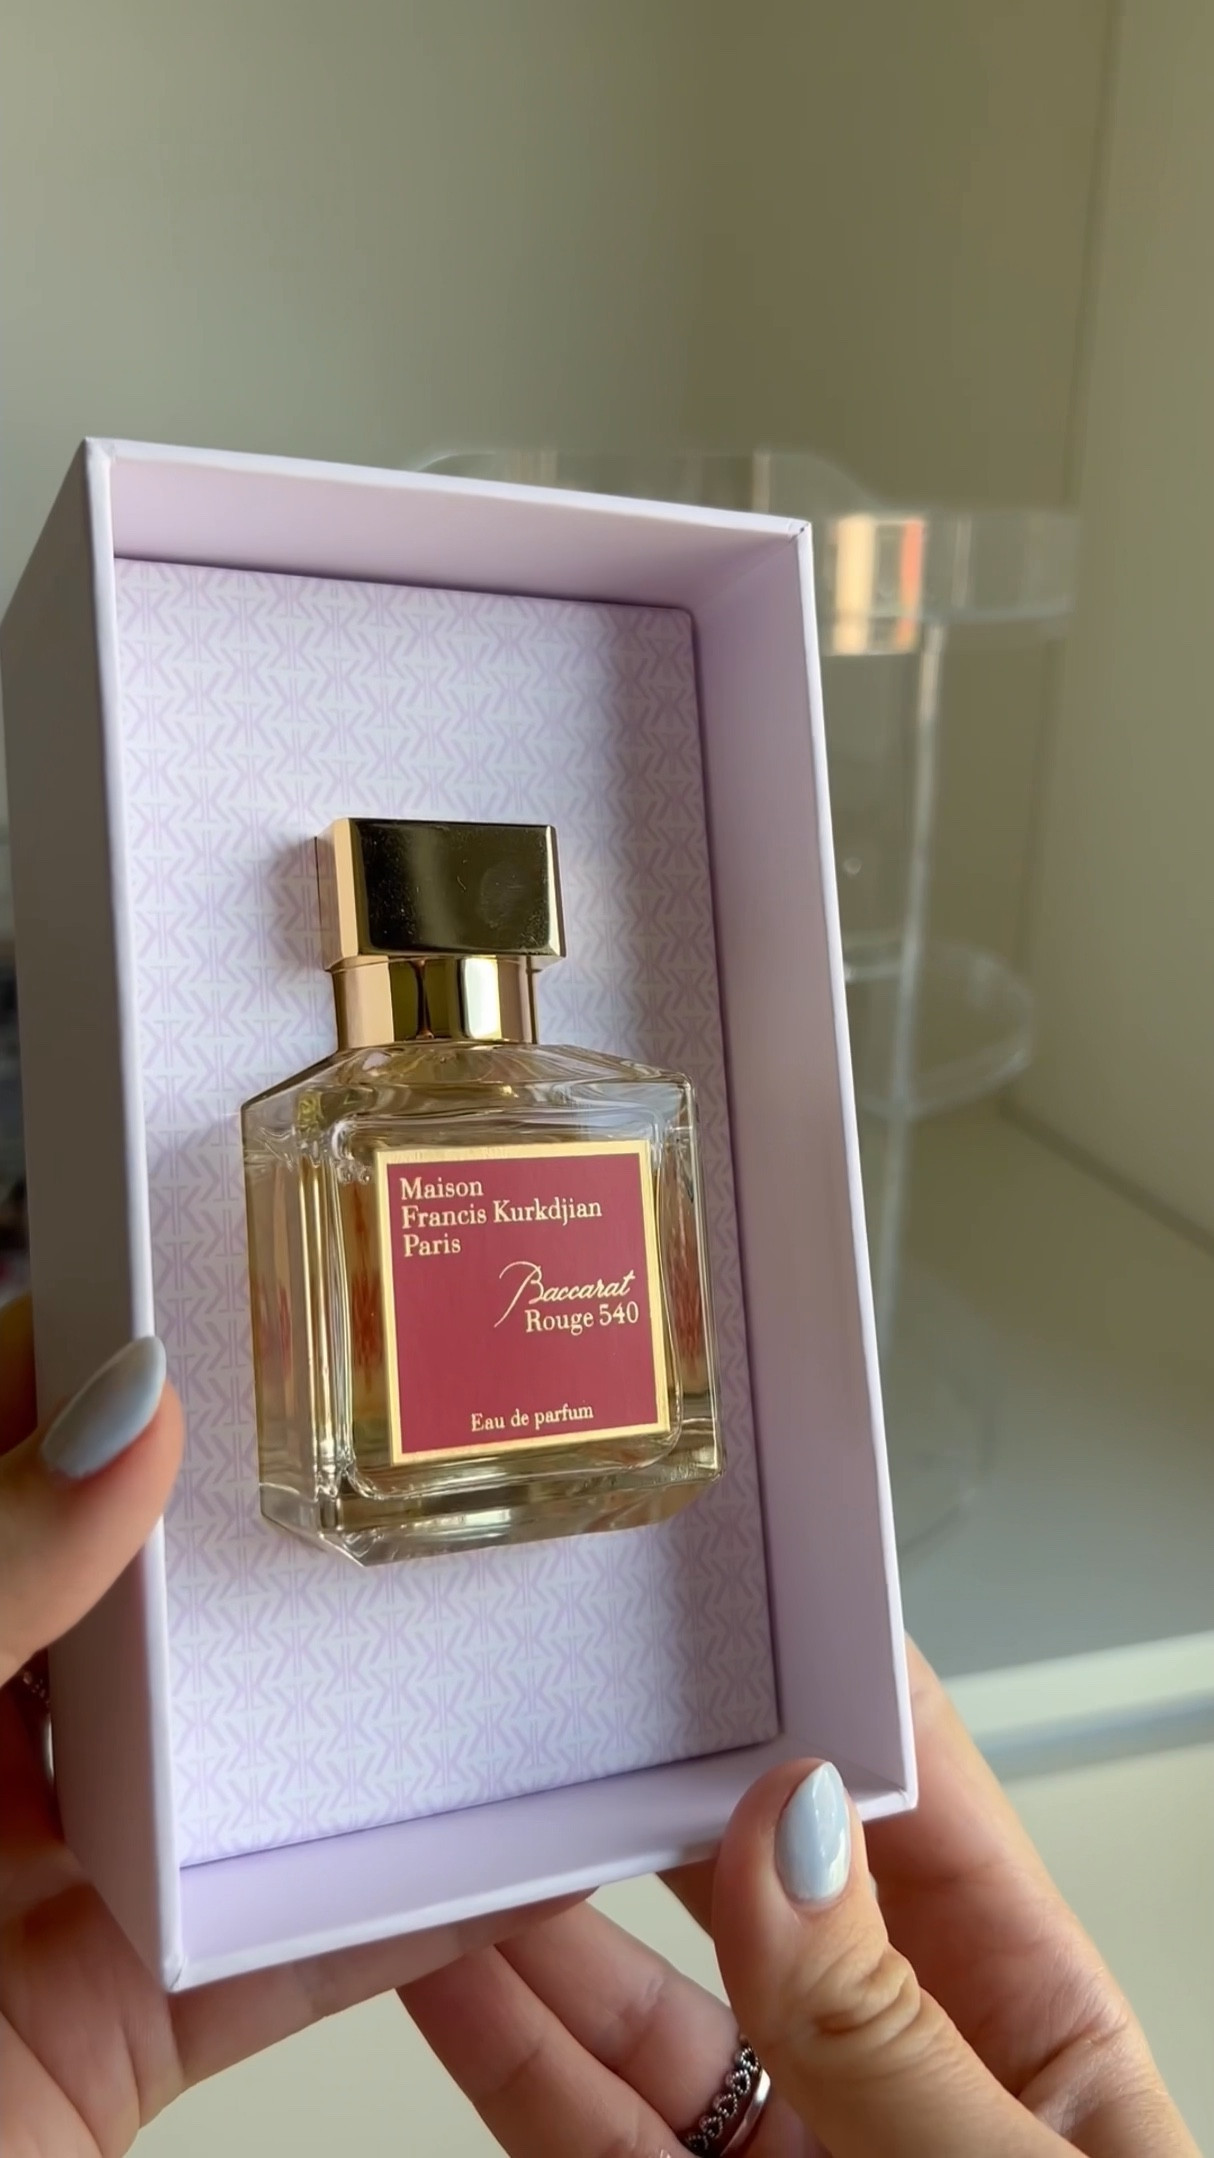 Maison
Francis Kurkdjian
Paris
Baccarat
Rouge 540
Eau de parfum